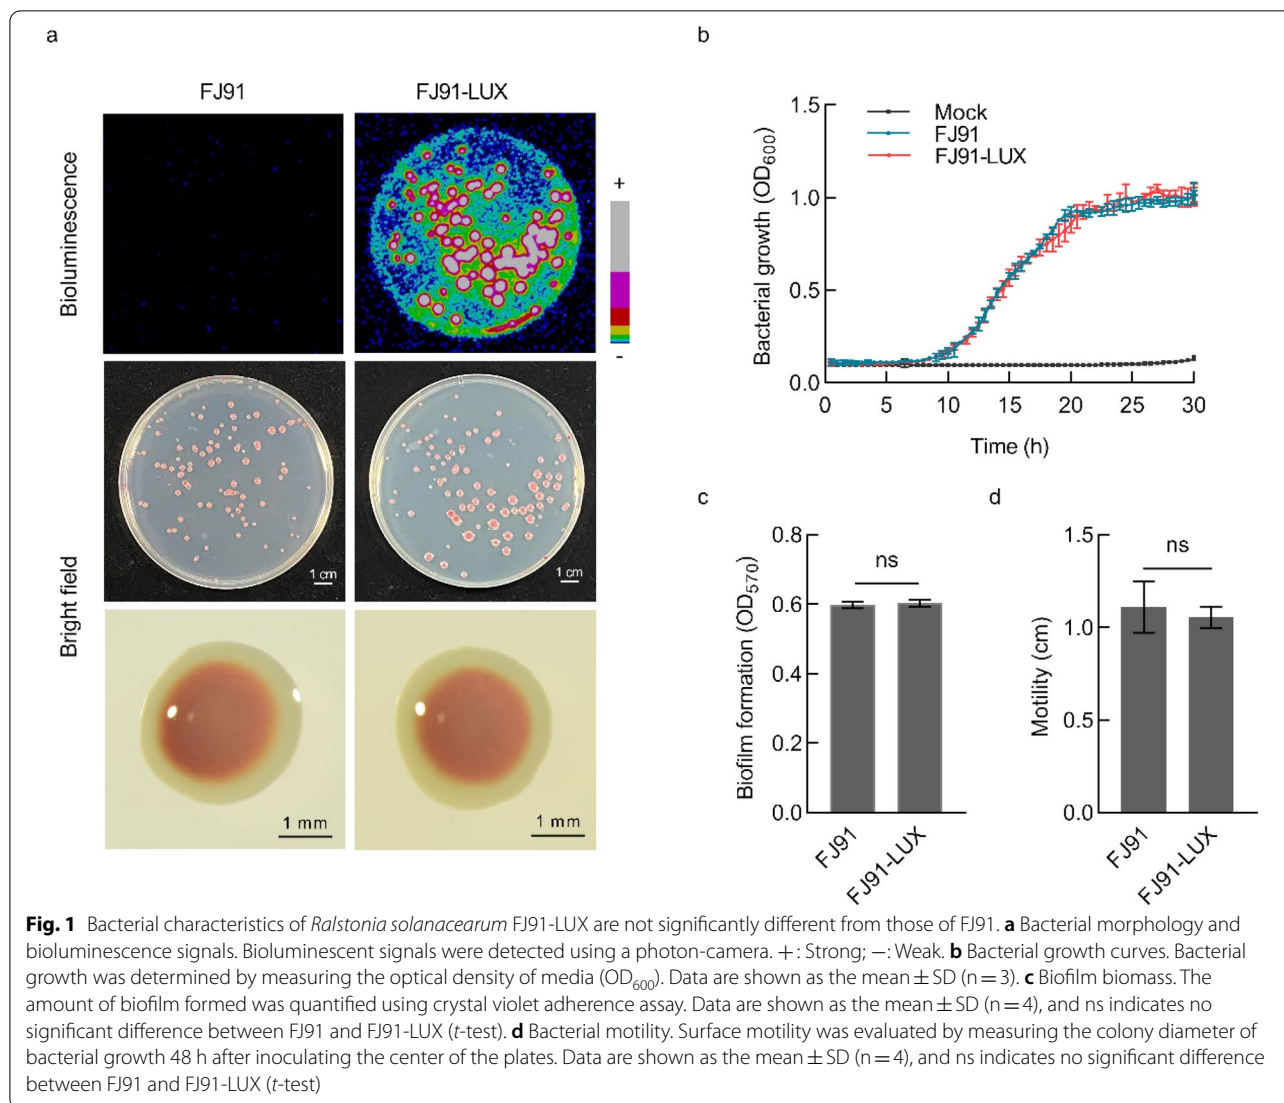 a
FJ91
FJ91-LUX
Bioluminescence
+
-
Bright field
1 cm
1 cm
1 mm
1 mm
b
Mock
FJ91
FJ91-LUX
Bacterial growth (OD600)
1.5
1.0
0.5
0.0
0 5 10 15 20 25 30
Time (h)
c
ns
Biofilm formation (OD570)
0.8
0.6
0.4
0.2
0.0
FJ91
FJ91-LUX
d
ns
Motility (cm)
1.5
1.0
0.5
0.0
FJ91
FJ91-LUX
Fig. 1 Bacterial characteristics of Ralstonia solanacearum FJ91-LUX are not significantly different from those of FJ91. a Bacterial morphology and
bioluminescence signals. Bioluminescent signals were detected using a photon-camera. +: Strong; −: Weak. b Bacterial growth curves. Bacterial
growth was determined by measuring the optical density of media (OD600). Data are shown as the mean ± SD (n = 3). c Biofilm biomass. The
amount of biofilm formed was quantified using crystal violet adherence assay. Data are shown as the mean ± SD (n = 4), and ns indicates no
significant difference between FJ91 and FJ91-LUX (t-test). d Bacterial motility. Surface motility was evaluated by measuring the colony diameter of
bacterial growth 48 h after inoculating the center of the plates. Data are shown as the mean ± SD (n = 4), and ns indicates no significant difference
between FJ91 and FJ91-LUX (t-test)